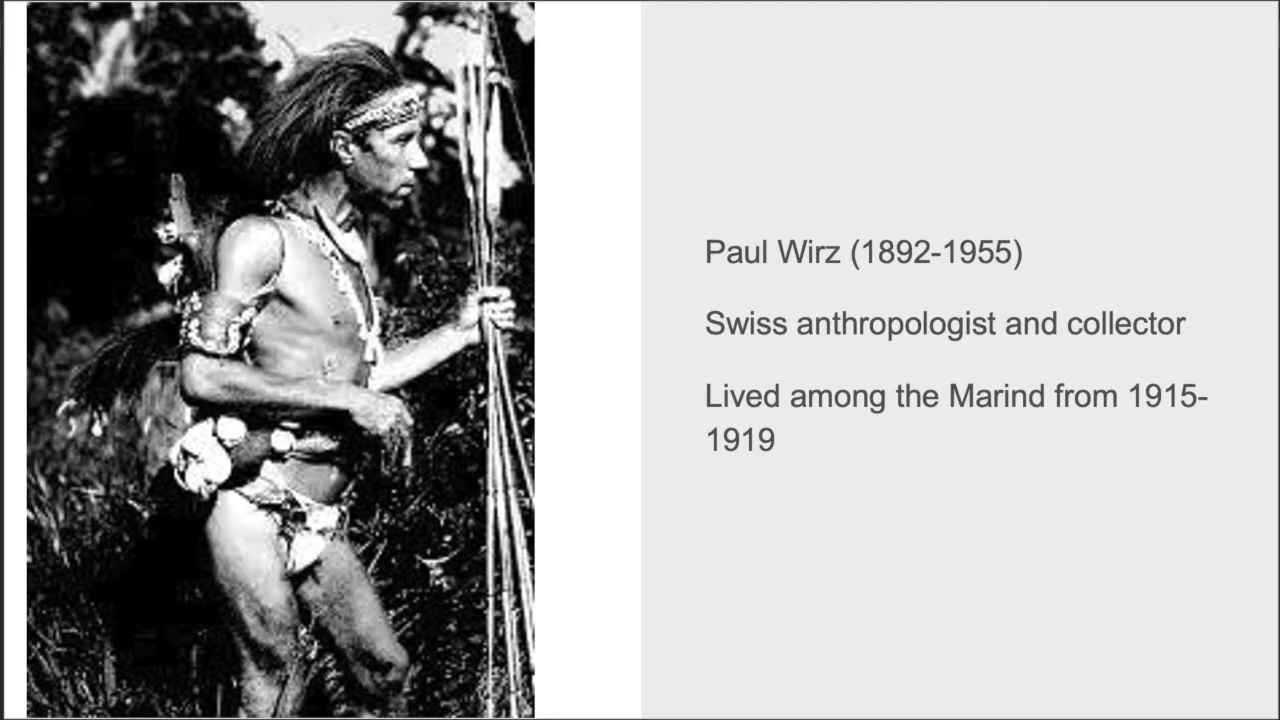 Paul Wirz (1892-1955)
Swiss anthropologist and collector
Lived among the Marind from 1915-
1919